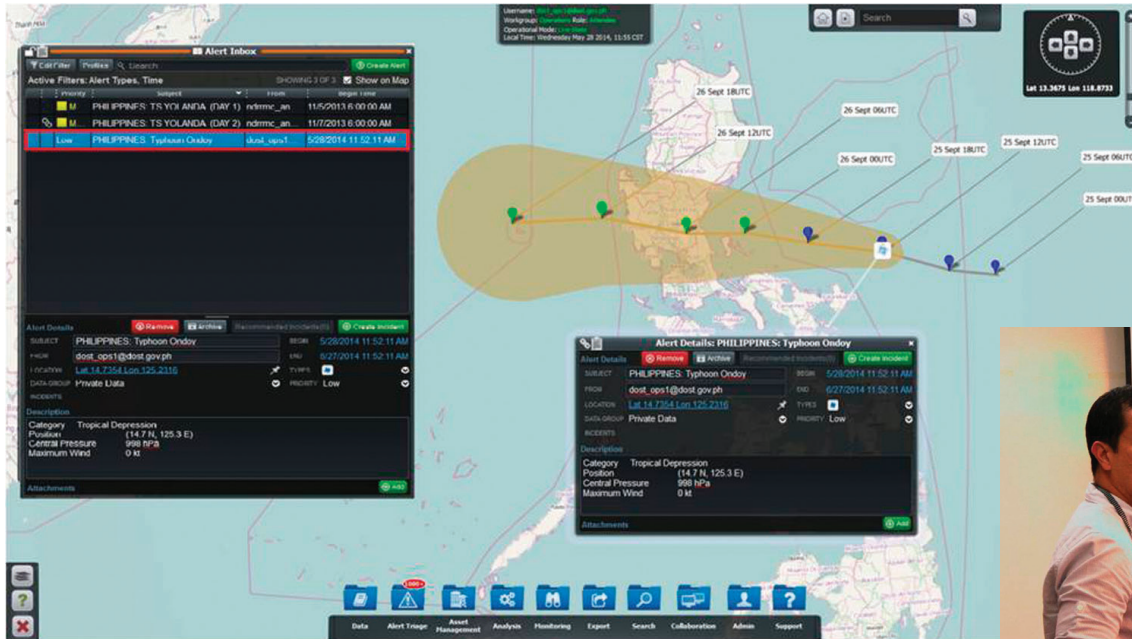 Username: dost_ops1@dost.gov.ph
Workgroup: Operations Role: Attendee
Operational Mode: Live State
Local Time: Wednesday May 28 2014, 11:55 CST
Search
Lat 13.3675 Lon 118.8733
Alert Inbox
Edit Filter Profiles Search Create Alert
Active Filters: Alert Types, Time SHOWING 3 OF 3 Show on Map
Priority Subject From Begin Time
M... PHILIPPINES: TS YOLANDA (DAY 1) ndrrmc_an... 11/5/2013 6:00:00 AM
M... PHILIPPINES: TS YOLANDA (DAY 2) ndrrmc_an... 11/7/2013 6:00:00 AM
Low PHILIPPINES: Typhoon Ondoy dost_ops1... 5/28/2014 11:52:11 AM
Alert Details Remove Archive Recommended Incidents(0) Create Incident
SUBJECT PHILIPPINES: Typhoon Ondoy BEGIN 5/28/2014 11:52:11 AM
FROM dost_ops1@dost.gov.ph END 6/27/2014 11:52:11 AM
LOCATION Lat 14.7354 Lon 125.2316 TYPES
DATA GROUP Private Data PRIORITY Low
INCIDENTS
Description
Category Tropical Depression
Position (14.7 N, 125.3 E)
Central Pressure 998 hPa
Maximum Wind 0 kt
Attachments Add
26 Sept 18UTC
26 Sept 12UTC
26 Sept 06UTC
26 Sept 00UTC
25 Sept 18UTC
25 Sept 12UTC
25 Sept 06UTC
25 Sept 00UT
Alert Details: PHILIPPINES: Typhoon Ondoy
Alert Details Remove Archive Recommended Incidents(0) Create Incident
SUBJECT PHILIPPINES: Typhoon Ondoy BEGIN 5/28/2014 11:52:11 AM
FROM dost_ops1@dost.gov.ph END 6/27/2014 11:52:11 AM
LOCATION Lat 14.7354 Lon 125.2316 TYPES
DATA GROUP Private Data PRIORITY Low
INCIDENTS
Description
Category Tropical Depression
Position (14.7 N, 125.3 E)
Central Pressure 998 hPa
Maximum Wind 0 kt
Attachments Add
Data Alert Triage Asset Management Analysis Monitoring Export Search Collaboration Admin Support